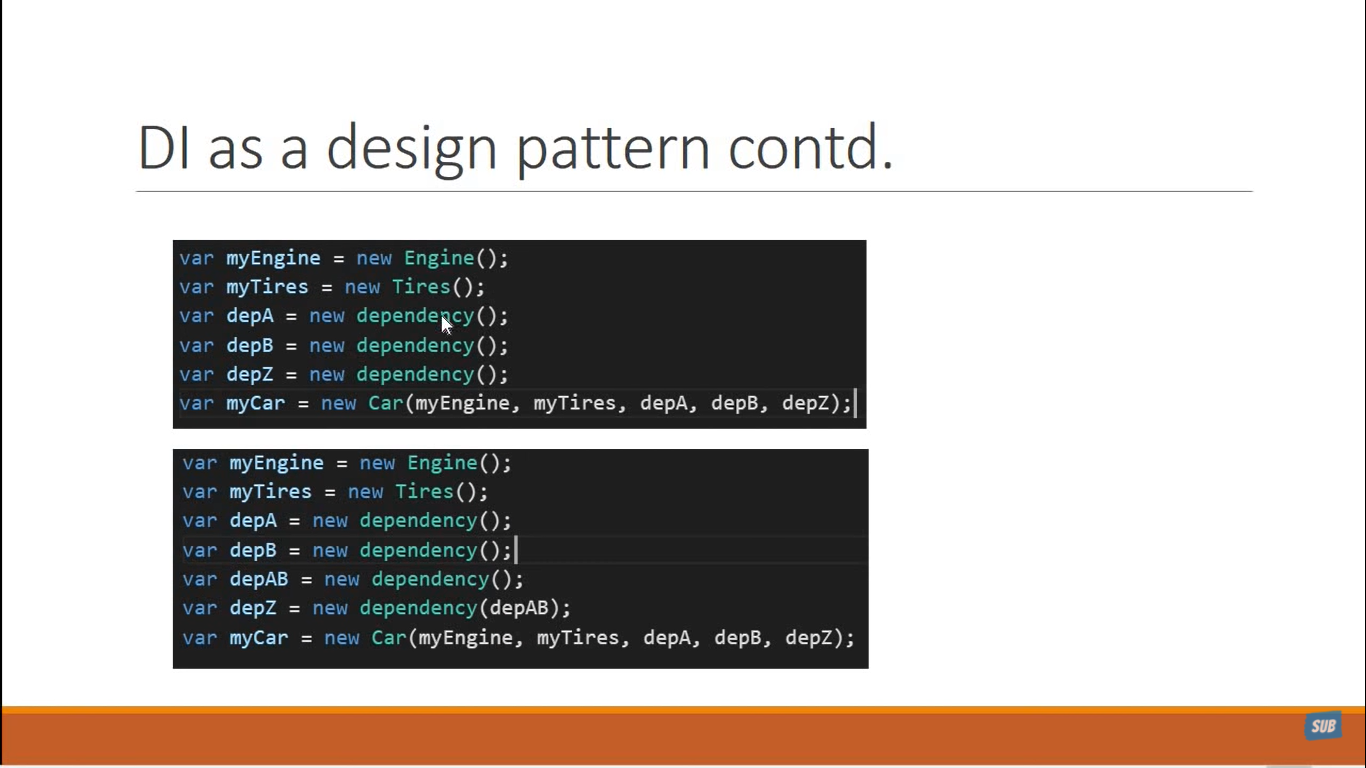 DI as a design pattern contd.
var myEngine = new Engine();
var myTires = new Tires();
var depA = new dependency();
var depB = new dependency();
var depZ = new dependency();
var myCar = new Car(myEngine, myTires, depA, depB, depZ);
var myEngine = new Engine();
var myTires = new Tires();
var depA = new dependency();
var depB = new dependency();
var depAB = new dependency();
var depZ = new dependency(depAB);
var myCar = new Car(myEngine, myTires, depA, depB, depZ);
SUB